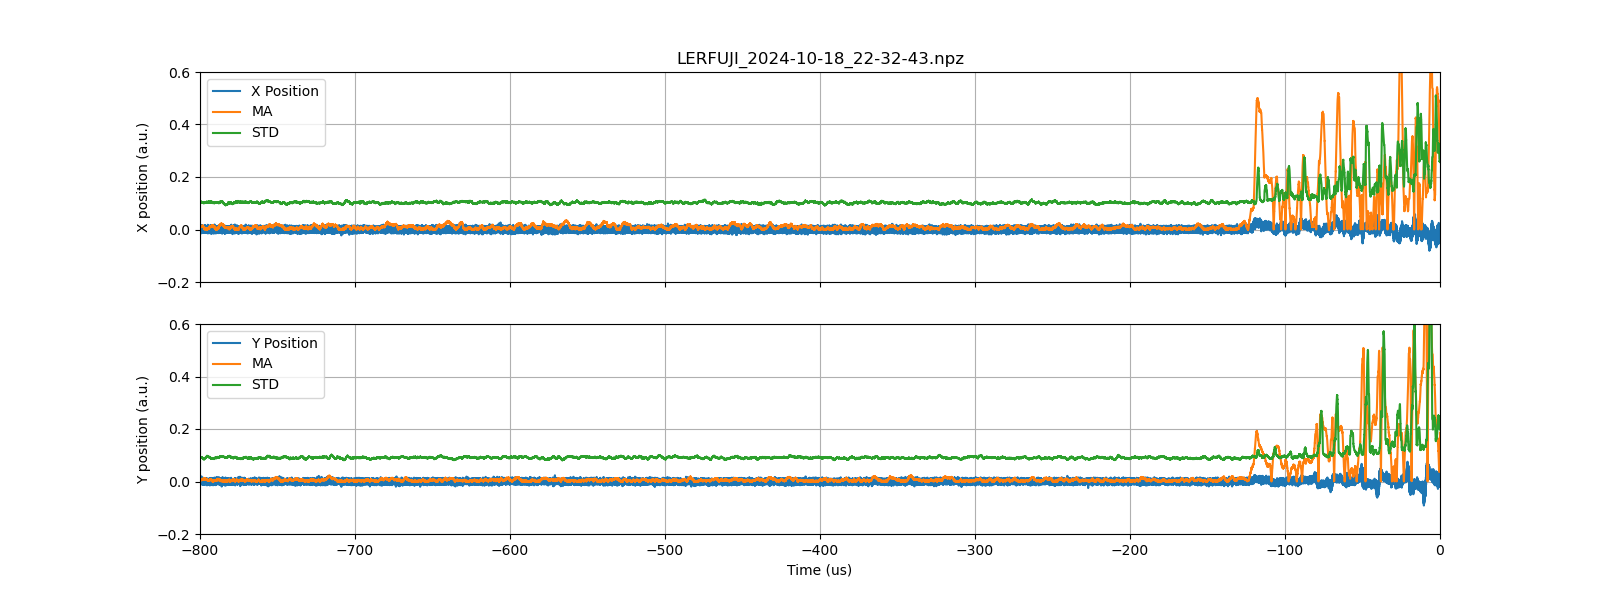 LERFUJI_2024-10-18_22-32-43.npz
0.6
0.4
0.2
0.0
−0.2
X position (a.u.)
X Position
MA
STD
0.6
0.4
0.2
0.0
−0.2
Y position (a.u.)
Y Position
MA
STD
−800 −700 −600 −500 −400 −300 −200 −100 0
Time (us)